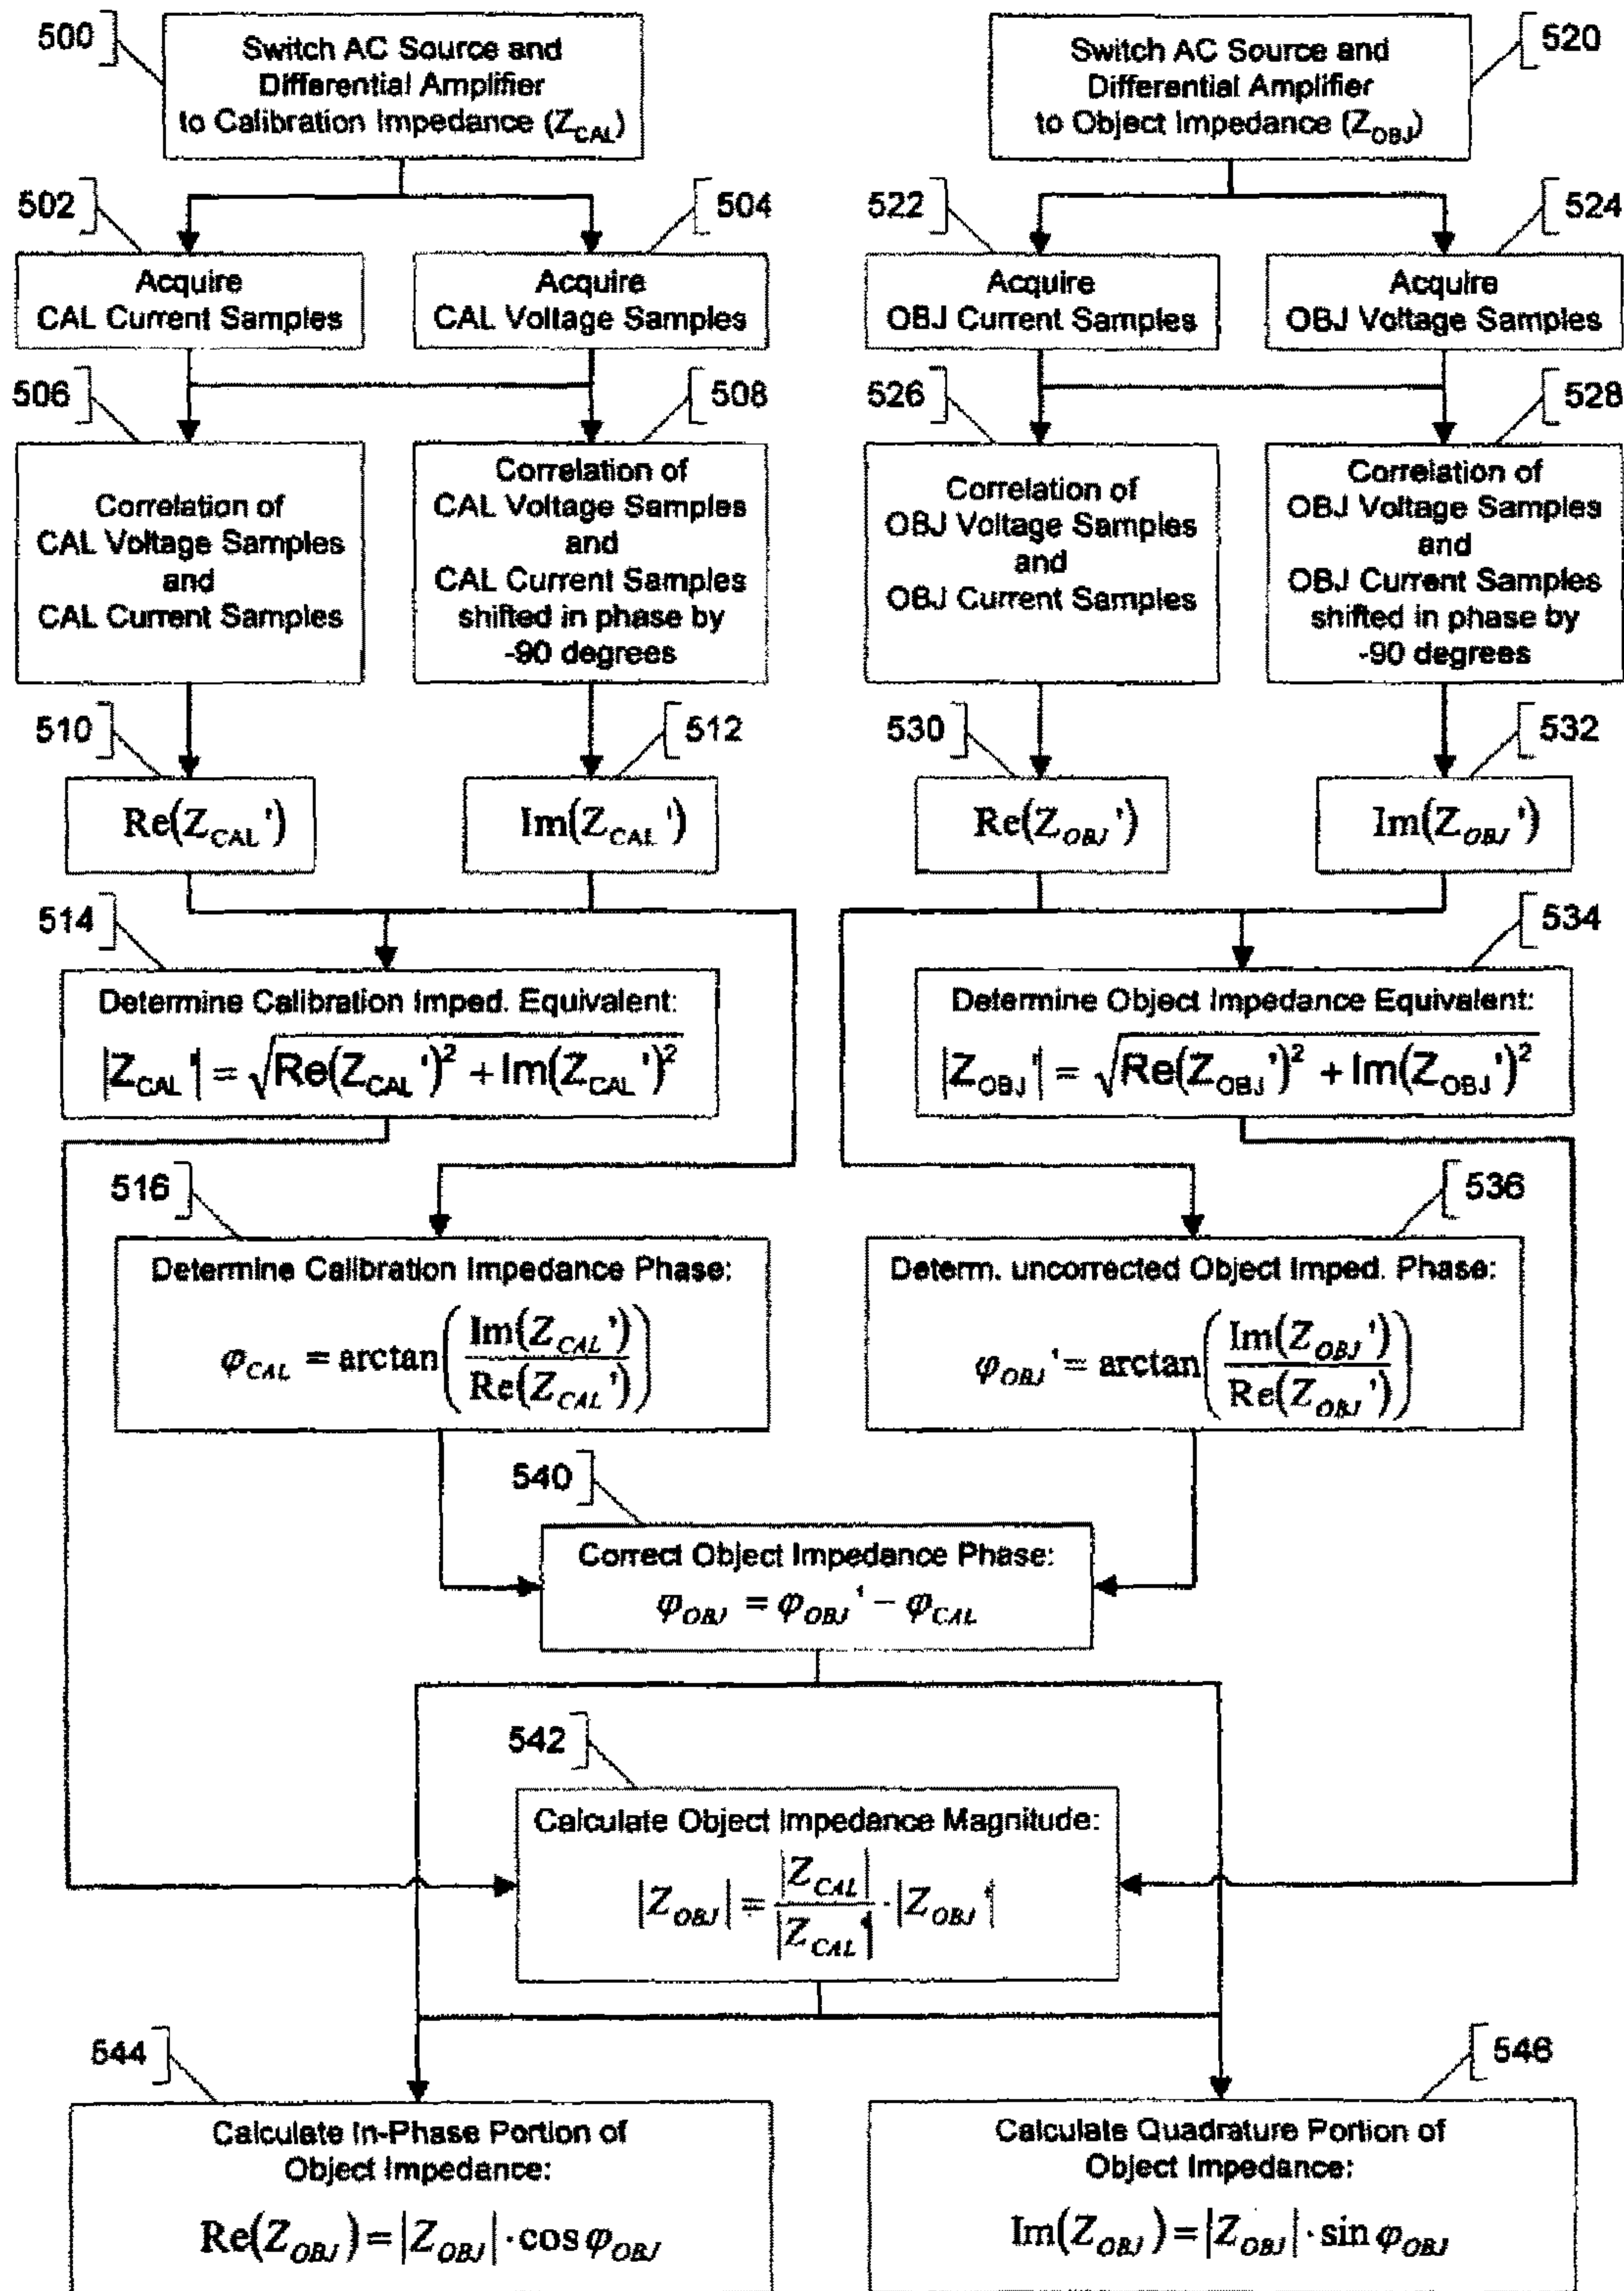 500
Switch AC Source and
Differential Amplifier
to Calibration Impedance (Z_CAL)
520
Switch AC Source and
Differential Amplifier
to Object Impedance (Z_OBJ)
502
Acquire
CAL Current Samples
504
Acquire
CAL Voltage Samples
522
Acquire
OBJ Current Samples
524
Acquire
OBJ Voltage Samples
506
Correlation of
CAL Voltage Samples
and
CAL Current Samples
508
Correlation of
CAL Voltage Samples
and
CAL Current Samples
shifted in phase by
-90 degrees
526
Correlation of
OBJ Voltage Samples
and
OBJ Current Samples
528
Correlation of
OBJ Voltage Samples
and
OBJ Current Samples
shifted in phase by
-90 degrees
510
Re(Z_CAL')
512
Im(Z_CAL')
530
Re(Z_OBJ')
532
Im(Z_OBJ')
514
Determine Calibration Imped. Equivalent:
|Z_CAL'| = √(Re(Z_CAL')² + Im(Z_CAL')²)
534
Determine Object Impedance Equivalent:
|Z_OBJ'| = √(Re(Z_OBJ')² + Im(Z_OBJ')²)
516
Determine Calibration Impedance Phase:
φ_CAL = arctan(Im(Z_CAL') / Re(Z_CAL'))
536
Determ. uncorrected Object Imped. Phase:
φ_OBJ' = arctan(Im(Z_OBJ') / Re(Z_OBJ'))
540
Correct Object Impedance Phase:
φ_OBJ = φ_OBJ' − φ_CAL
542
Calculate Object Impedance Magnitude:
|Z_OBJ| = |Z_CAL| / |Z_CAL'| · |Z_OBJ'|
544
Calculate In-Phase Portion of
Object Impedance:
Re(Z_OBJ) = |Z_OBJ| · cos φ_OBJ
546
Calculate Quadrature Portion of
Object Impedance:
Im(Z_OBJ) = |Z_OBJ| · sin φ_OBJ